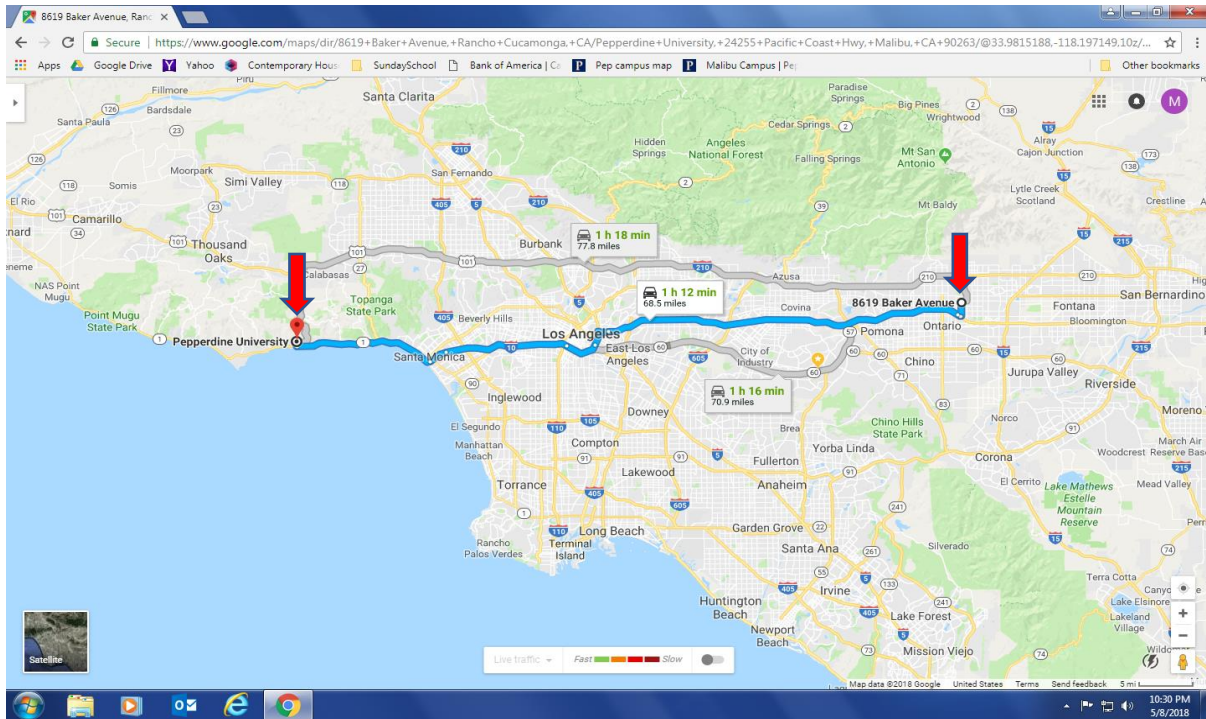 8619 Baker Avenue, Ranc
Secure | https://www.google.com/maps/dir/8619+Baker+Avenue,+Rancho+Cucamonga,+CA/Pepperdine+University,+24255+Pacific+Coast+Hwy,+Malibu,+CA+90263/@33.9815188,-118.197149,10z/...
Apps Google Drive Yahoo Contemporary Hous SundaySchool Bank of America | Ca Pep campus map Malibu Campus | Pe Other bookmarks
Piru
Fillmore
Santa Clarita
Paradise Springs
Big Pines
Wrightwood
Santa Paula
Bardsdale
Cedar Springs
Alray
Cajon Junction
Hidden Springs
Angeles National Forest
Falling Springs
Mt San Antonio
Moorpark
Simi Valley
San Fernando
Somis
Lytle Creek
Scotland
Crestline
El Rio
Camarillo
Mt Baldy
Thousand Oaks
Burbank
1 h 18 min
77.8 miles
Calabasas
Azusa
NAS Point Mugu
Point Mugu State Park
Topanga State Park
Beverly Hills
1 h 12 min
68.5 miles
Covina
8619 Baker Avenue
Fontana
San Bernardino
Bloomington
Pepperdine University
Santa Monica
Los Angeles
East Los Angeles
City of Industry
Pomona
Ontario
Chino
Jurupa Valley
Riverside
1 h 16 min
70.9 miles
Inglewood
Downey
Brea
Chino Hills State Park
Norco
Moreno
El Segundo
Manhattan Beach
Compton
Lakewood
Fullerton
Yorba Linda
Corona
March Air Reserve Bas
Woodcrest
Torrance
Anaheim
El Cerrito
Lake Mathews Estelle Mountain Reserve
Mead Valley
Long Beach
Garden Grove
Rancho Palos Verdes
Terminal Island
Santa Ana
Silverado
Perr
Irvine
Terra Cotta
Huntington Beach
Lake Forest
Lake Elsinore
Lakeland Village
Newport Beach
Mission Viejo
Satellite
Live traffic Fast Slow
Map data ©2018 Google United States Terms Send feedback 5 mi
10:30 PM
5/8/2018